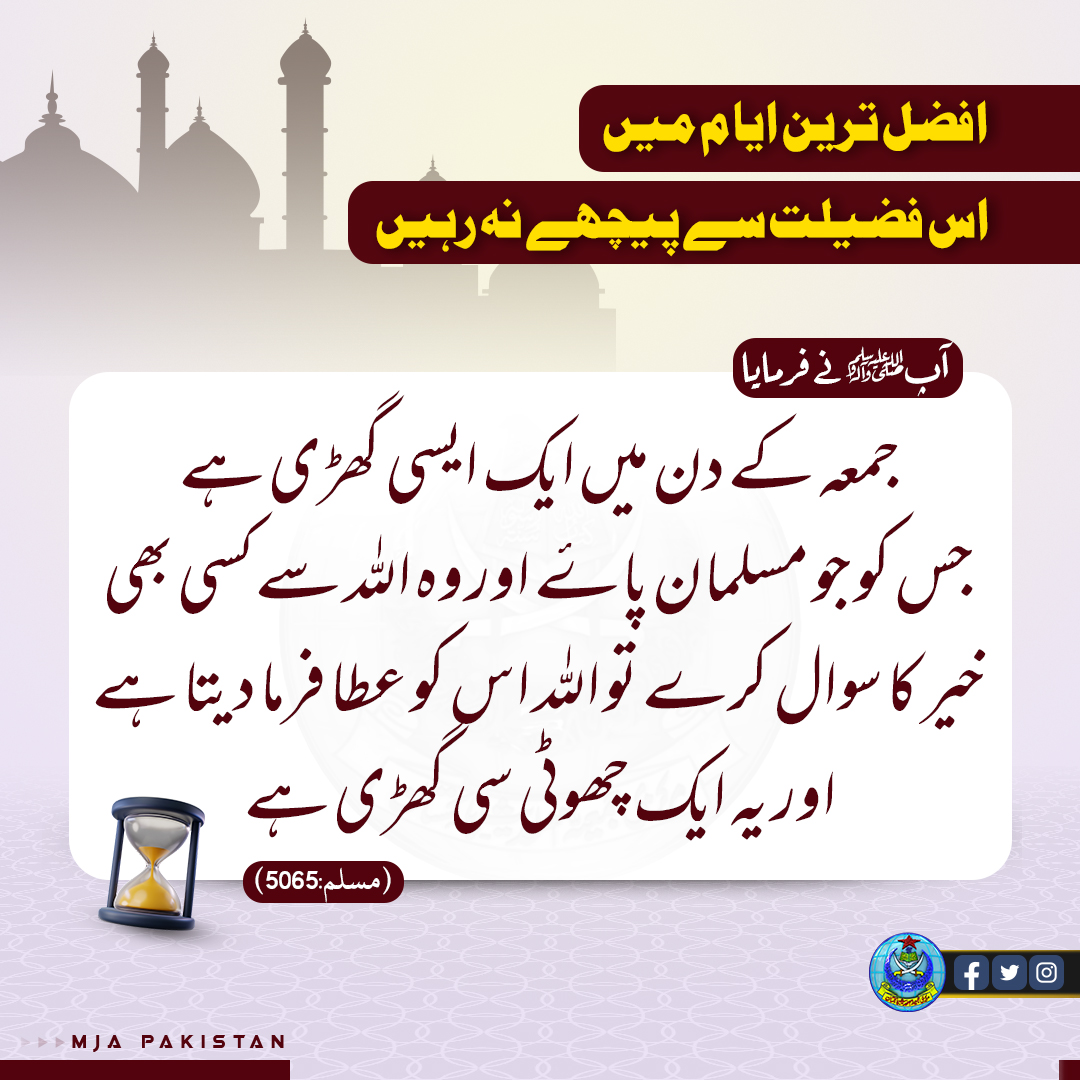 افضل ترین ایام میں
اس فضیلت سے پیچھے نہ رہیں
آپ ﷺ نے فرمایا
جمعہ کے دن میں ایک ایسی گھڑی ہے
جس کو جو مسلمان پائے اور وہ اللہ سے کسی بھی
خیر کا سوال کرے تو اللہ اس کو عطا فرما دیتا ہے
اور یہ ایک چھوٹی سی گھڑی ہے
(مسلم:5065)
MJA PAKISTAN